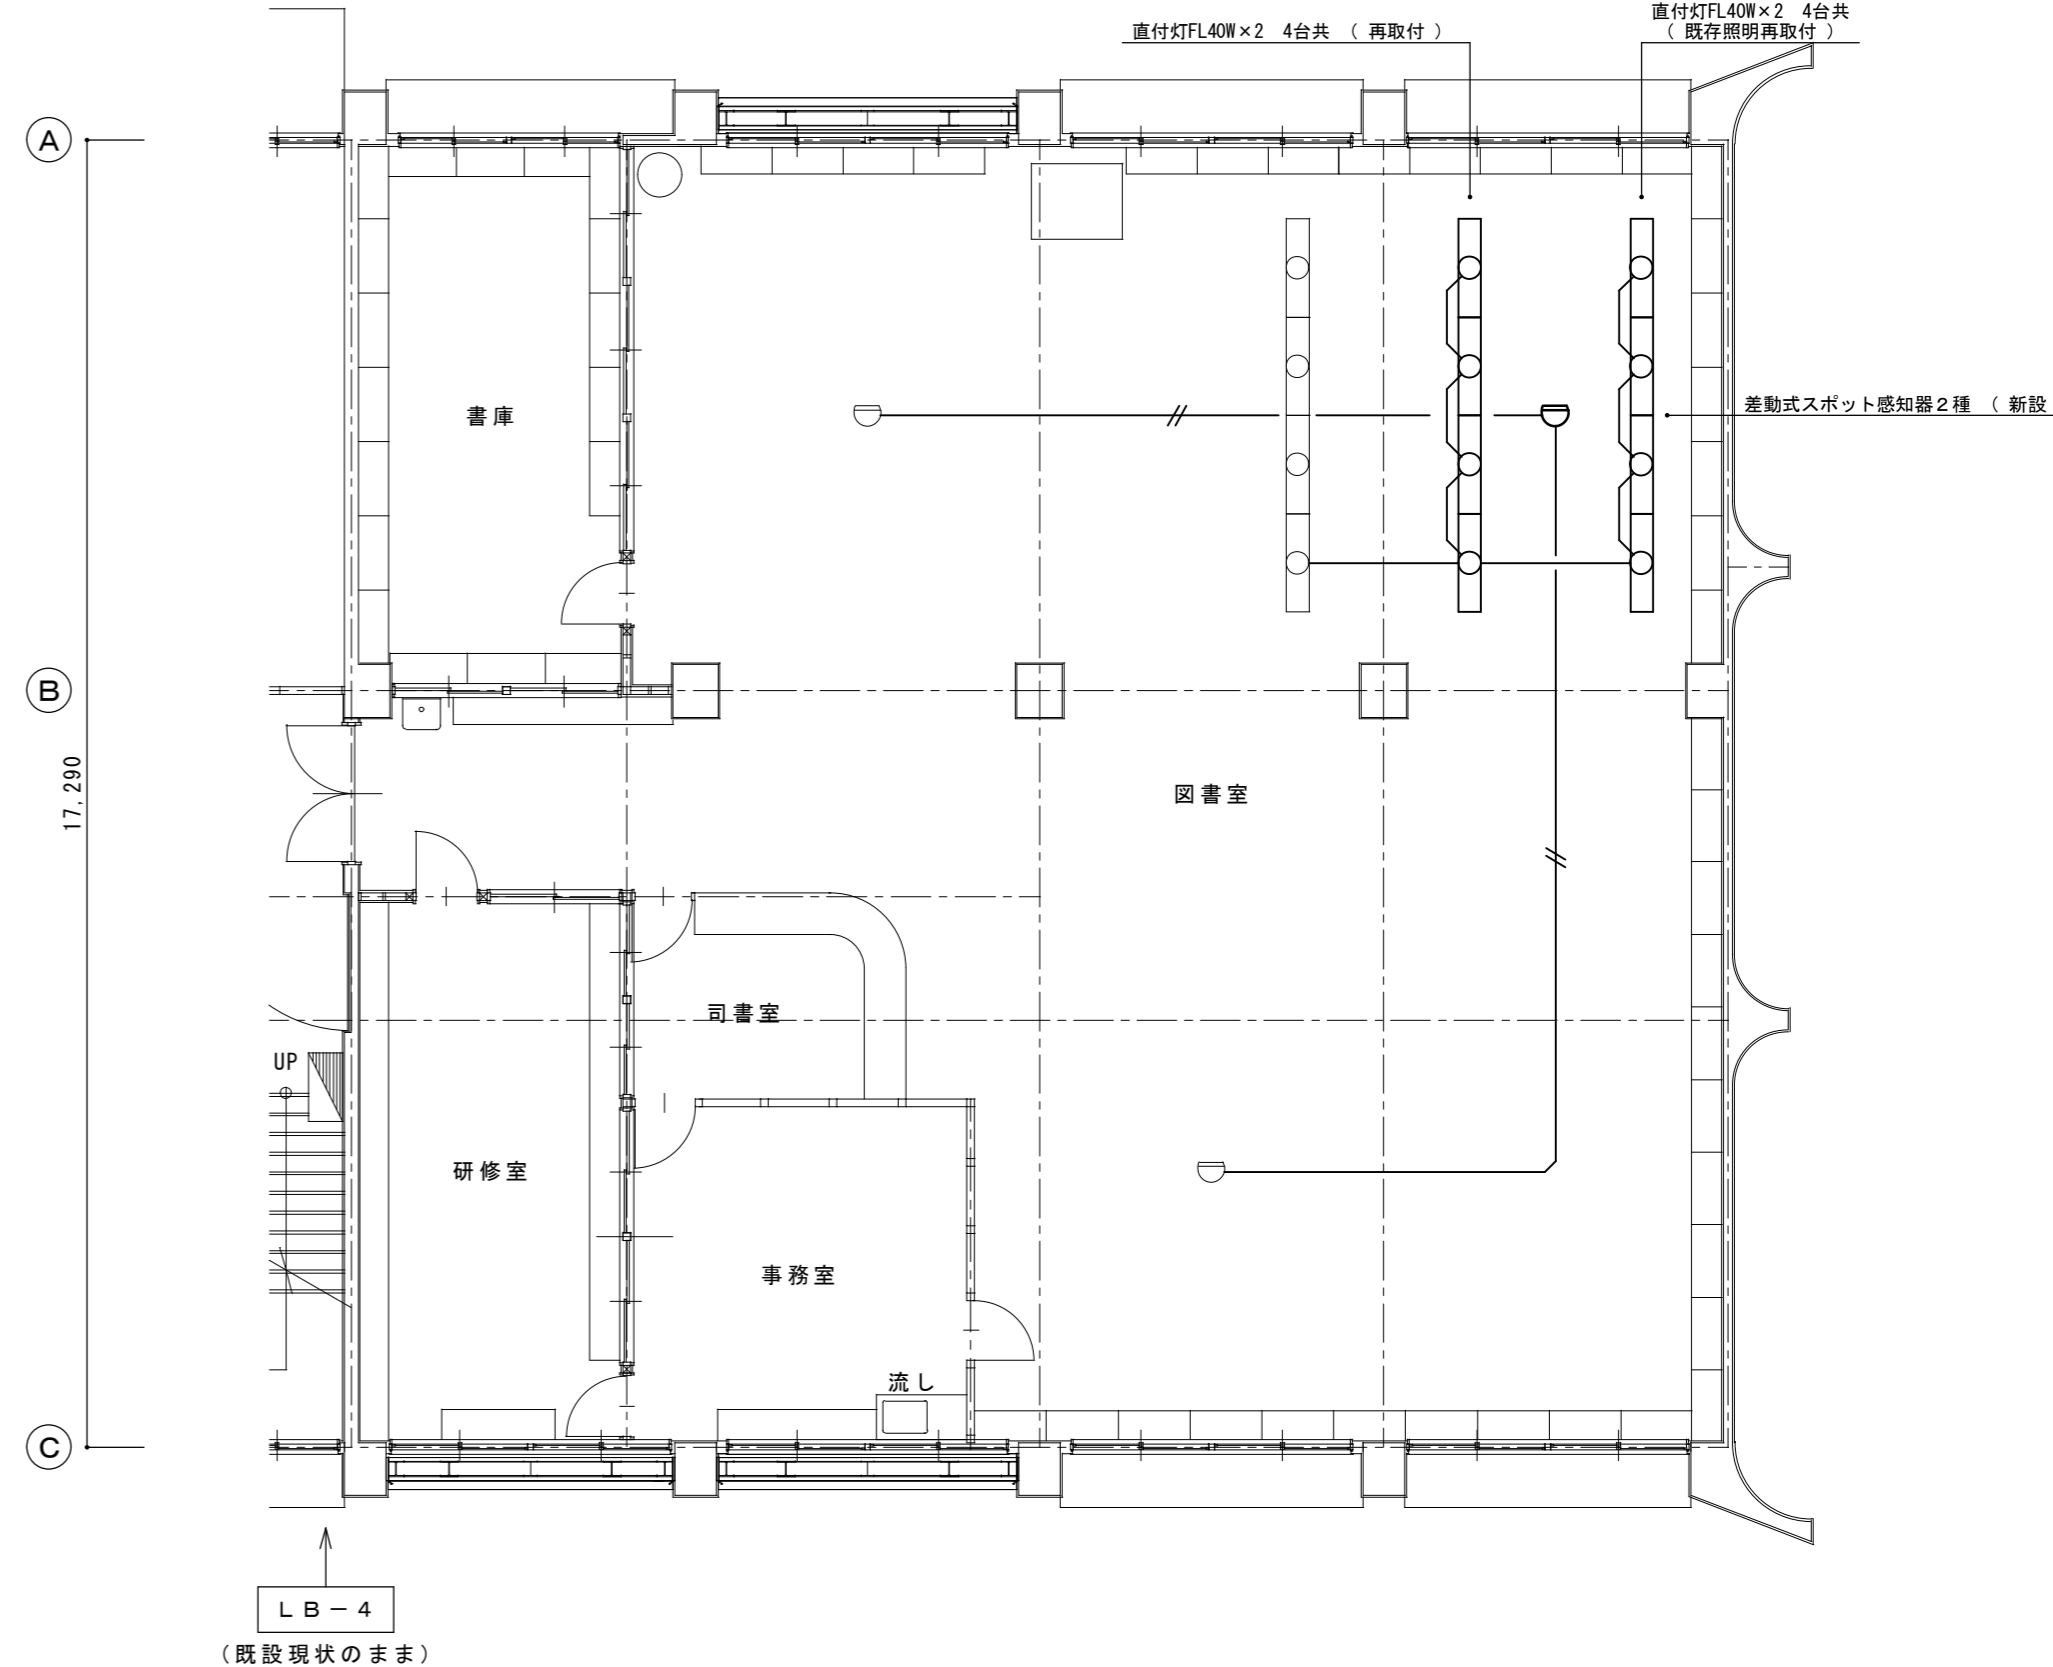 直付灯FL40W×2　4台共　（ 再取付 ）
直付灯FL40W×2　4台共
（ 既存照明再取付 ）
A
差動式スポット感知器２種　（ 新設
書庫
B
17,290
図書室
司書室
UP
研修室
事務室
流し
C
ＬＢ－４
（既設現状のまま）